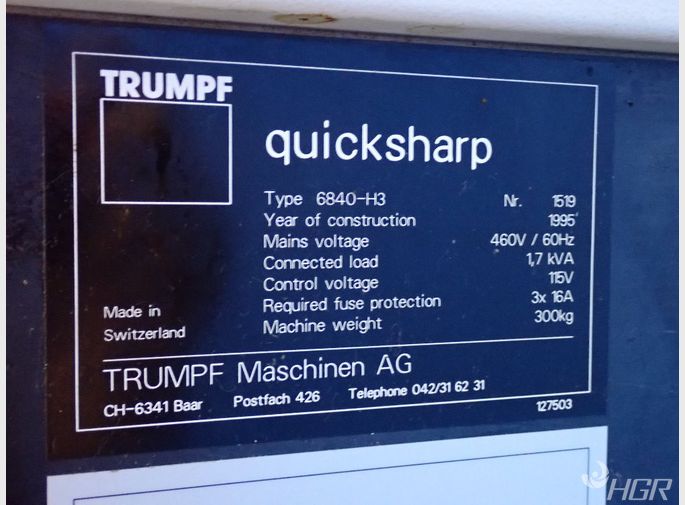 TRUMPF
quicksharp
Type 6840-H3 Nr. 1519
Year of construction 1995
Mains voltage 460V / 60Hz
Connected load 1,7 kVA
Control voltage 115V
Required fuse protection 3x 16A
Machine weight 300kg
Made in
Switzerland
TRUMPF Maschinen AG
CH-6341 Baar Postfach 426 Telephone 042/31 62 31
127503
HGR